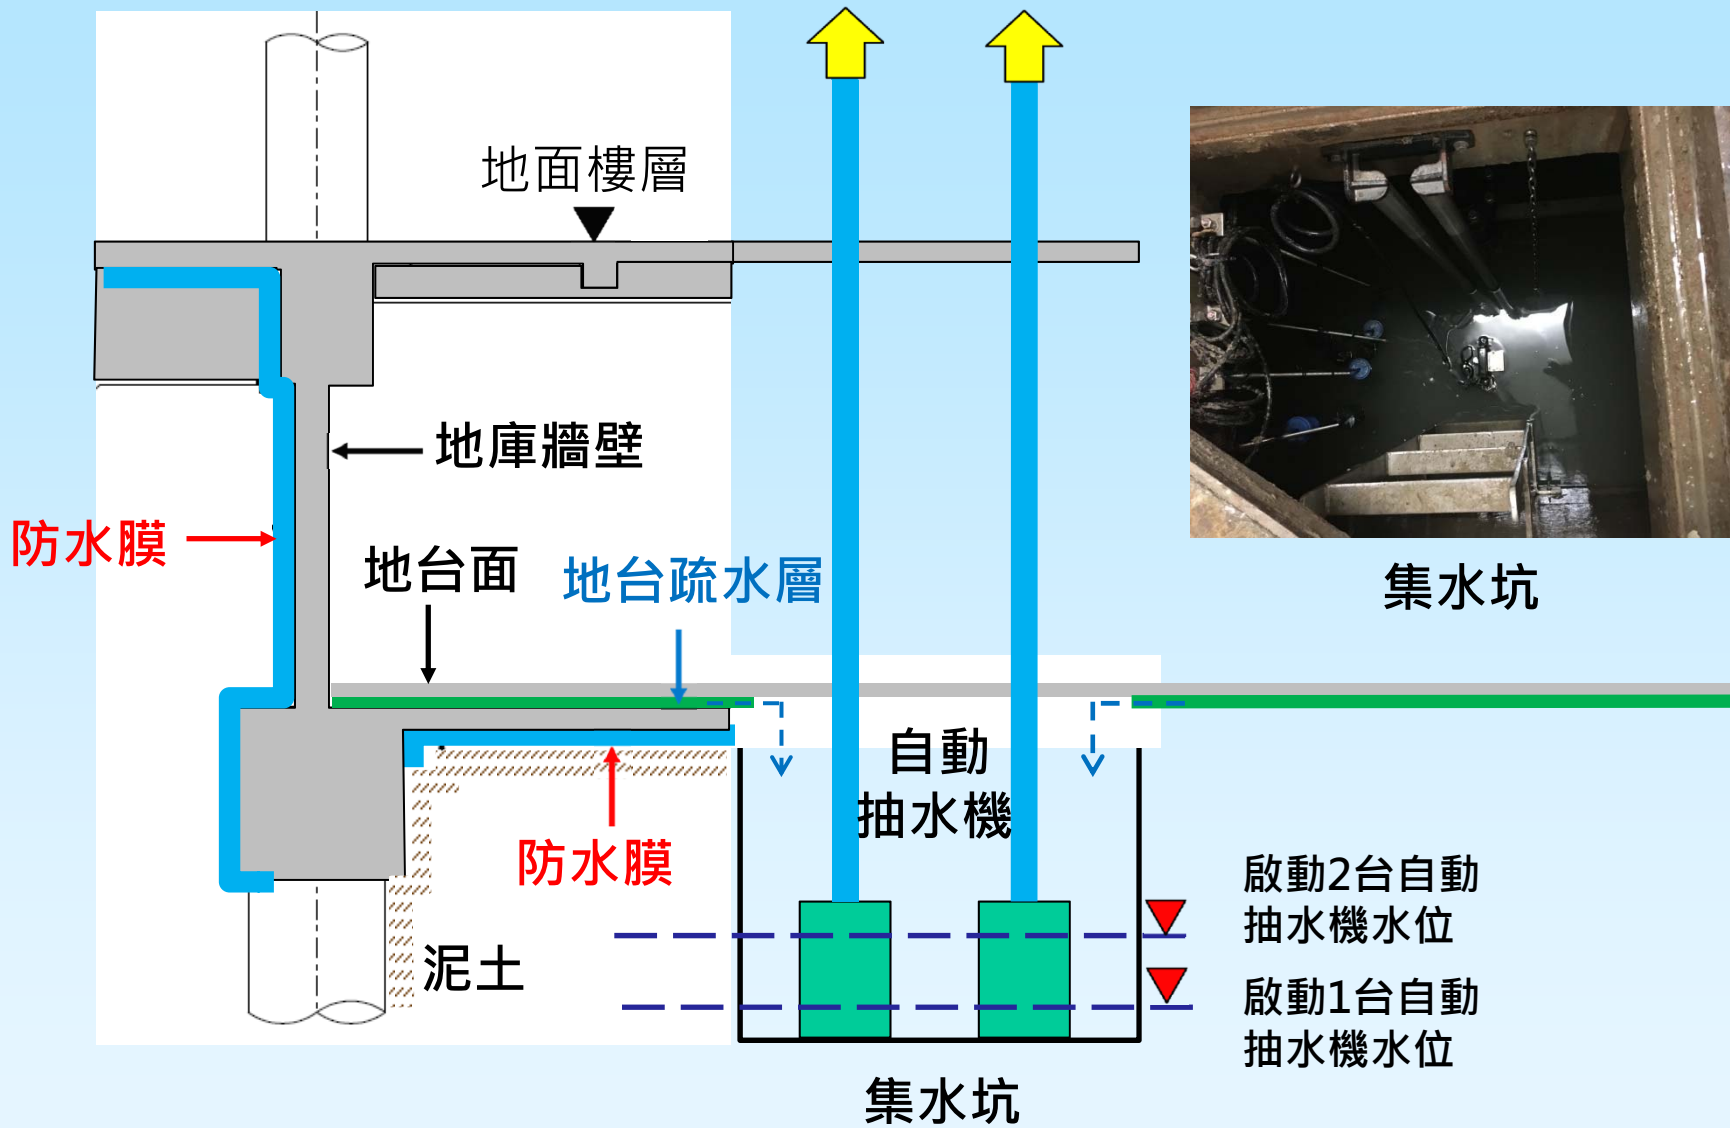 地面樓層
地庫牆壁
防水膜
地台面
地台疏水層
集水坑
自動
抽水機
防水膜
泥土
啟動2台自動
抽水機水位
啟動1台自動
抽水機水位
集水坑